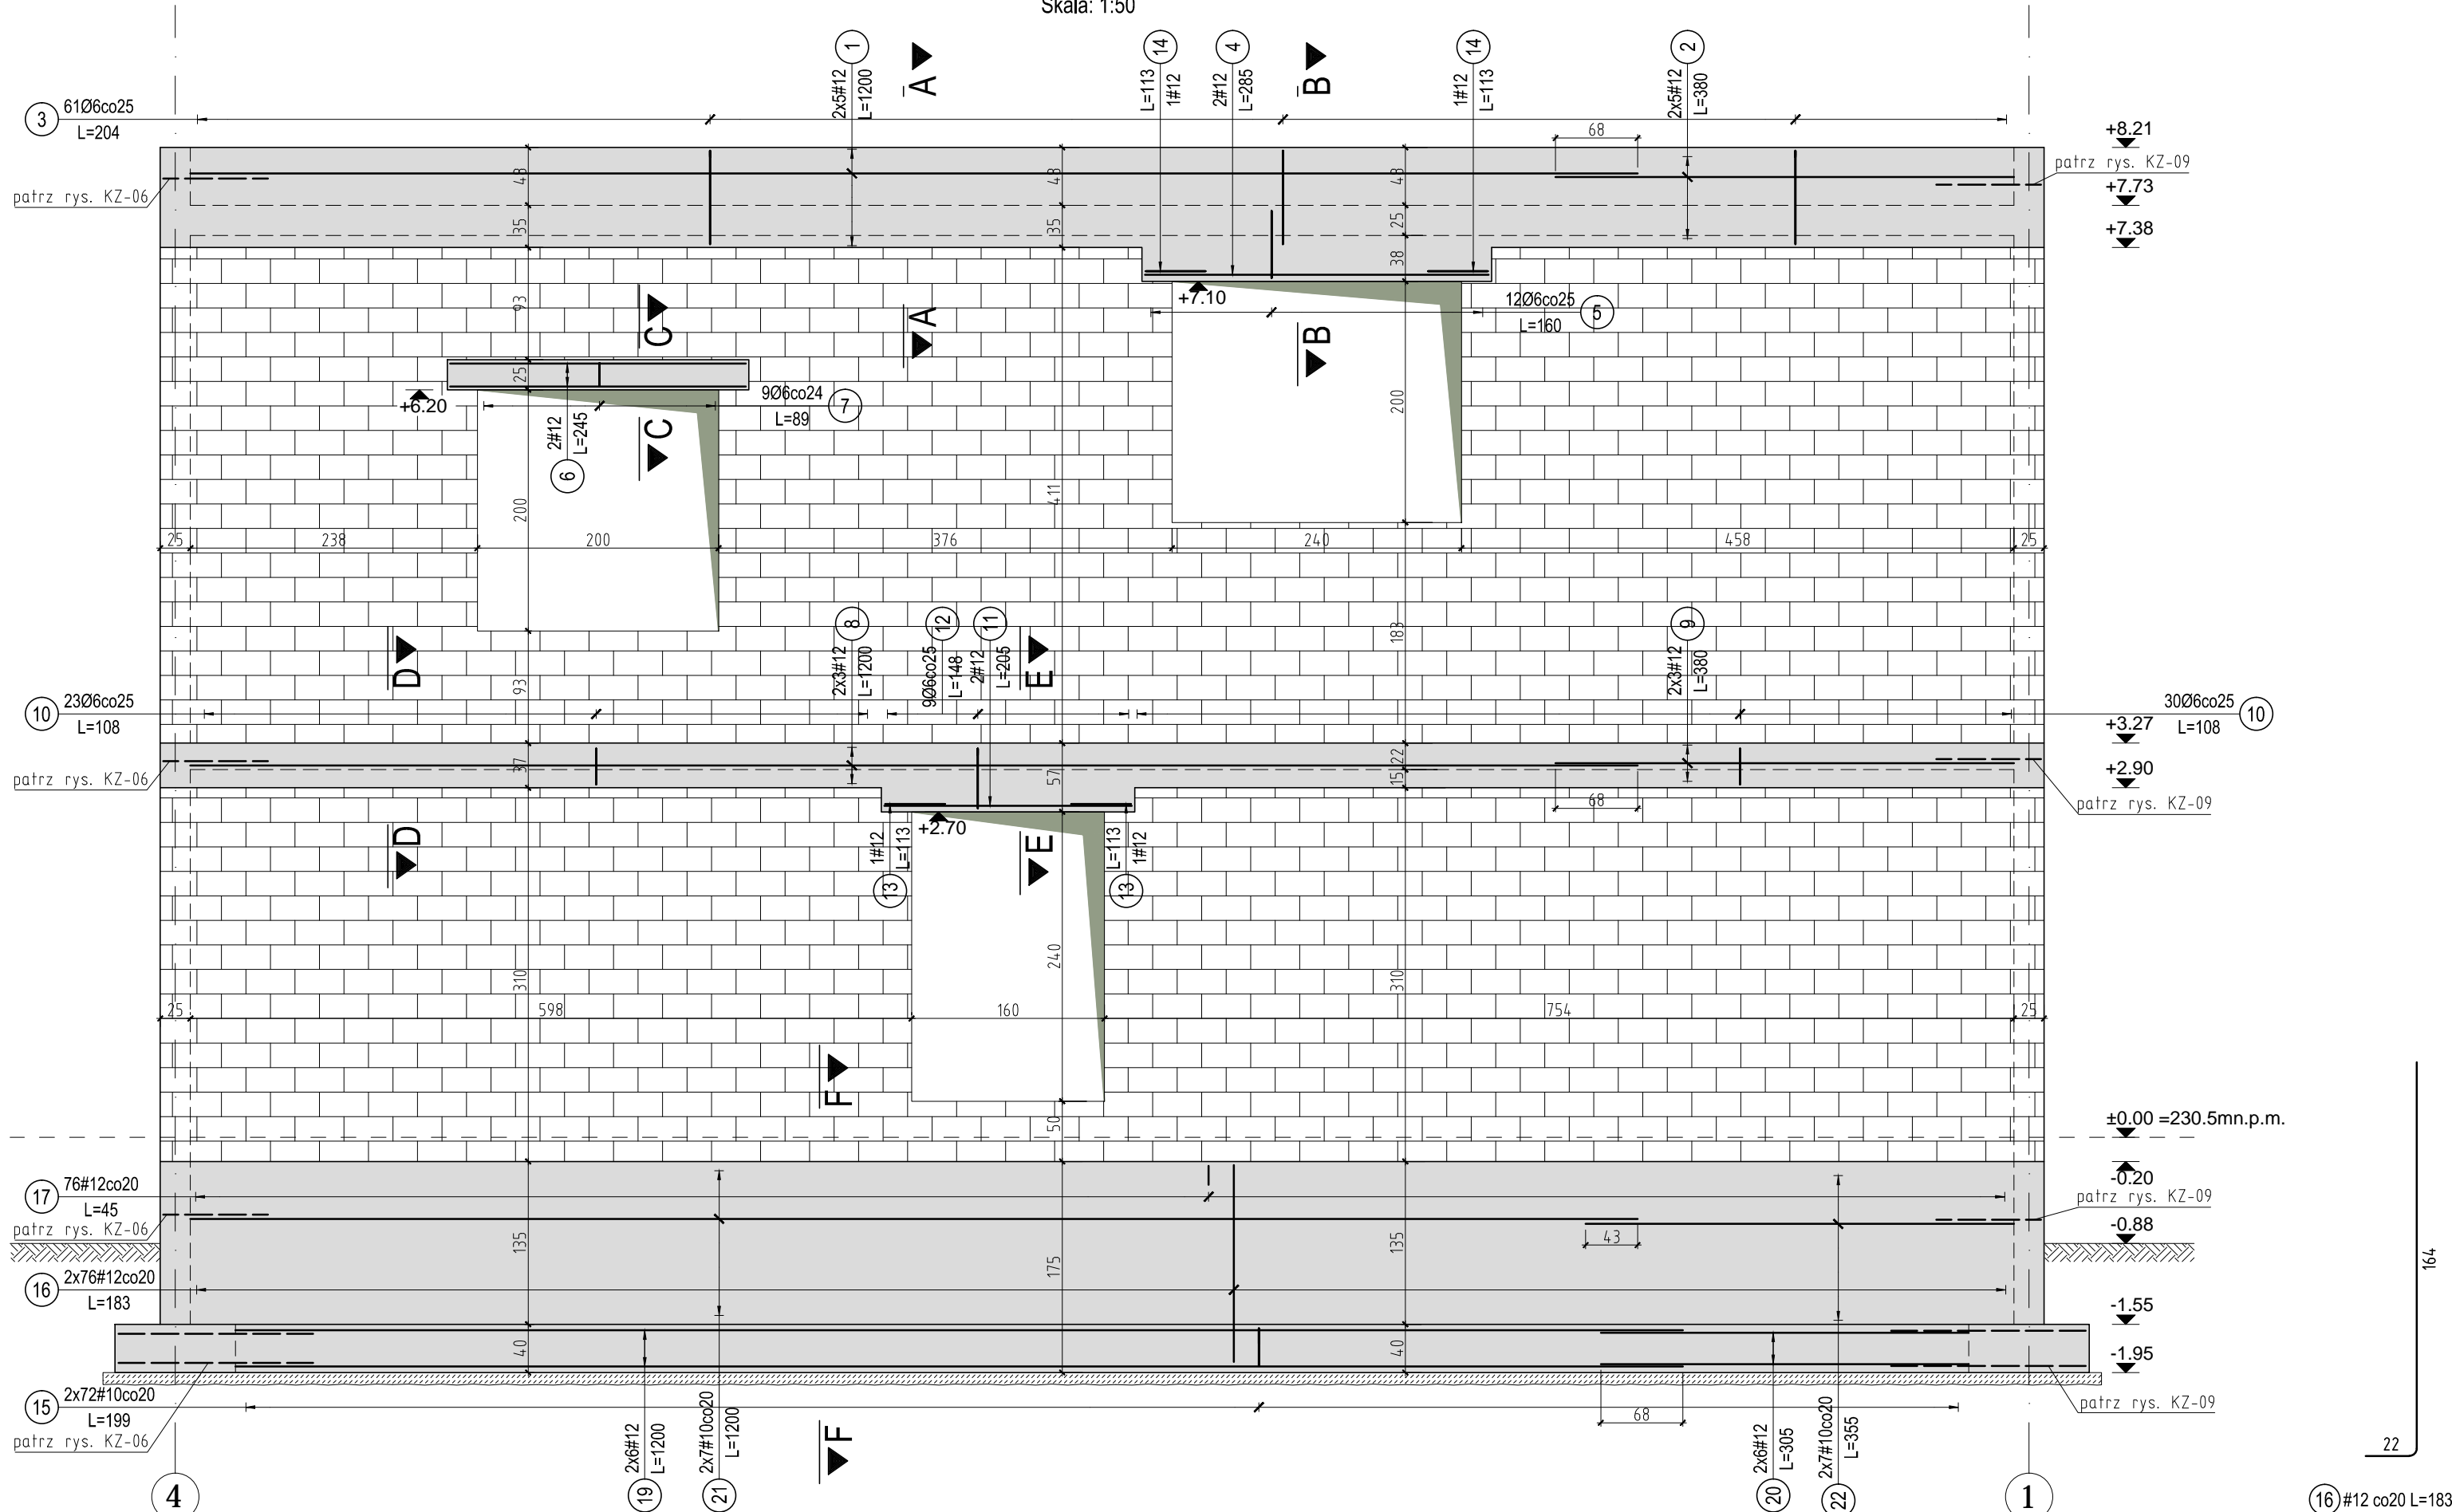 Skala: 1:50
3 61Ø6co25
L=204
1 2x5#12
L=1200
A
14 L=113
1#12
4 2#12
L=285
B
14 1#12
L=113
2 2x5#12
L=380
68
+8.21
patrz rys. KZ-09
+7.73
+7.38
patrz rys. KZ-06
48
35
48
35
48
25
38
93
C
A
+7.10
12Ø6co25 5
L=160
B
25
+6.20
9Ø6co24 7
L=89
2#12
L=245
6
C
200
411
200
25
238
200
376
240
458
25
183
D
93
8
2x3#12
L=1200
12
9Ø6co25
L=148
11
2#12
L=205
E
9
2x3#12
L=380
10 23Ø6co25
L=108
30Ø6co25 10
L=108
+3.27
patrz rys. KZ-06
37
57
22
15
+2.90
patrz rys. KZ-09
68
+2.70
D
1#12
L=113
13
E
L=113
1#12
13
240
310
310
25
598
160
754
25
F
50
±0.00 =230.5mn.p.m.
17 76#12co20
L=45
patrz rys. KZ-06
-0.20
patrz rys. KZ-09
-0.88
43
135
175
135
164
16 2x76#12co20
L=183
-1.55
40
40
-1.95
15 2x72#10co20
L=199
patrz rys. KZ-06
patrz rys. KZ-09
68
2x6#12
L=1200
19
2x7#10co20
L=1200
21
F
2x6#12
L=305
20
2x7#10co20
L=355
22
22
4
1
16 #12 co20 L=183